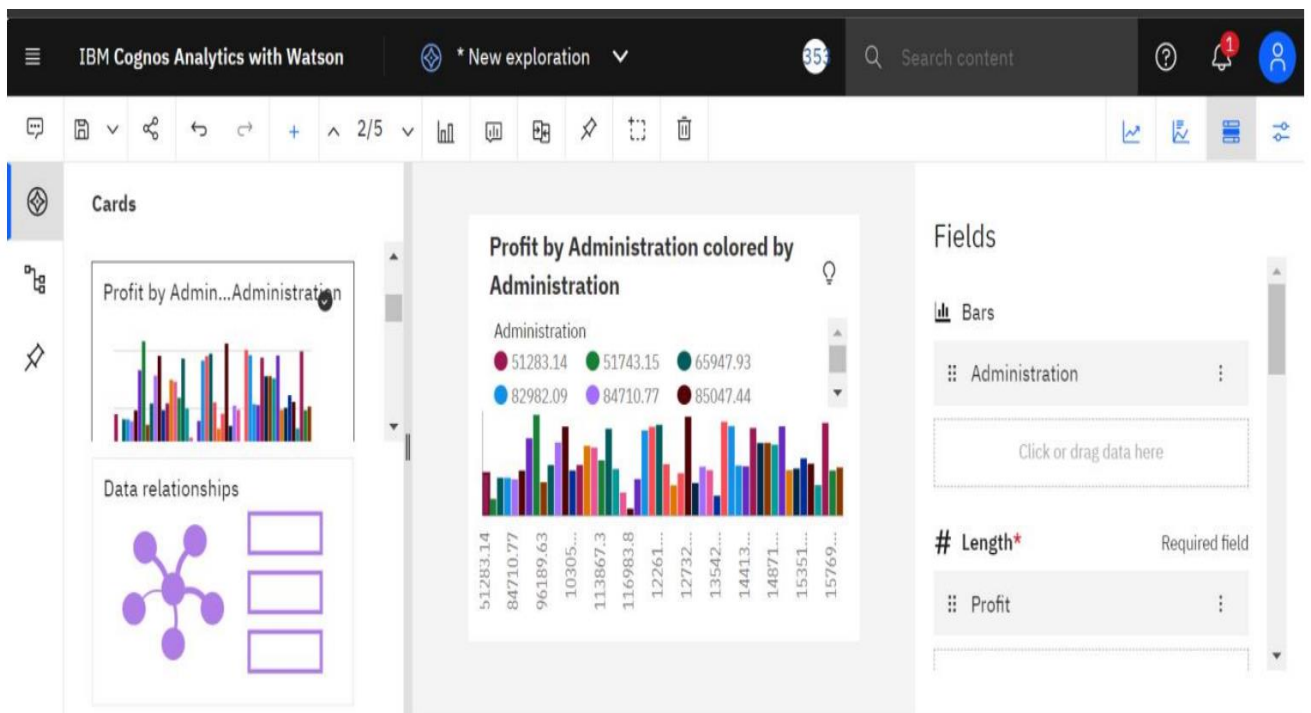 IBM Cognos Analytics with Watson
* New exploration
353
Search content
1
2/5
Cards
Profit by Admin...Administration
Data relationships
Profit by Administration colored by
Administration
Administration
51283.14 51743.15 65947.93
82982.09 84710.77 85047.44
51283.14
84710.77
96189.63
10305...
113867.3
116983.8
12261...
12732...
13542...
14413...
14871...
15351...
15769...
Fields
Bars
Administration
Click or drag data here
# Length* Required field
Profit